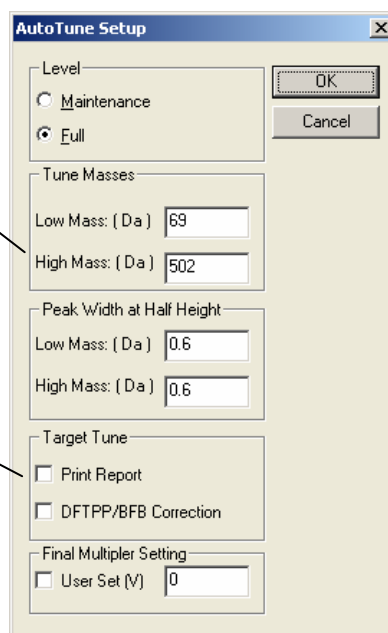 AutoTune Setup
Level
Maintenance
Full
OK
Cancel
Tune Masses
Low Mass: ( Da ) 69
High Mass: ( Da ) 502
Peak Width at Half Height
Low Mass: ( Da ) 0.6
High Mass: ( Da ) 0.6
Target Tune
Print Report
DFTPP/BFB Correction
Final Multipler Setting
User Set (V) 0